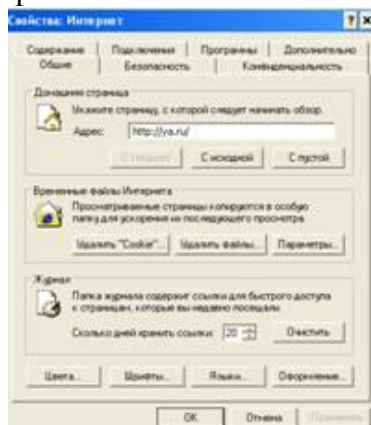 Свойства: Интернет
Содержание Подключения Программы Дополнительно
Общие Безопасность Конфиденциальность
Домашняя страница
Укажите страницу, с которой следует начинать обзор.
Адрес: http://ya.ru/
С текущей С исходной С пустой
Временные файлы Интернета
Просматриваемые страницы копируются в особую
папку для ускорения их последующего просмотра.
Удалить "Cookie"... Удалить файлы... Параметры...
Журнал
Папка журнала содержит ссылки для быстрого доступа
к страницам, которые вы недавно посещали.
Сколько дней хранить ссылки: 20 Очистить
Цвета... Шрифты... Языки... Оформление...
OK Отмена Применить